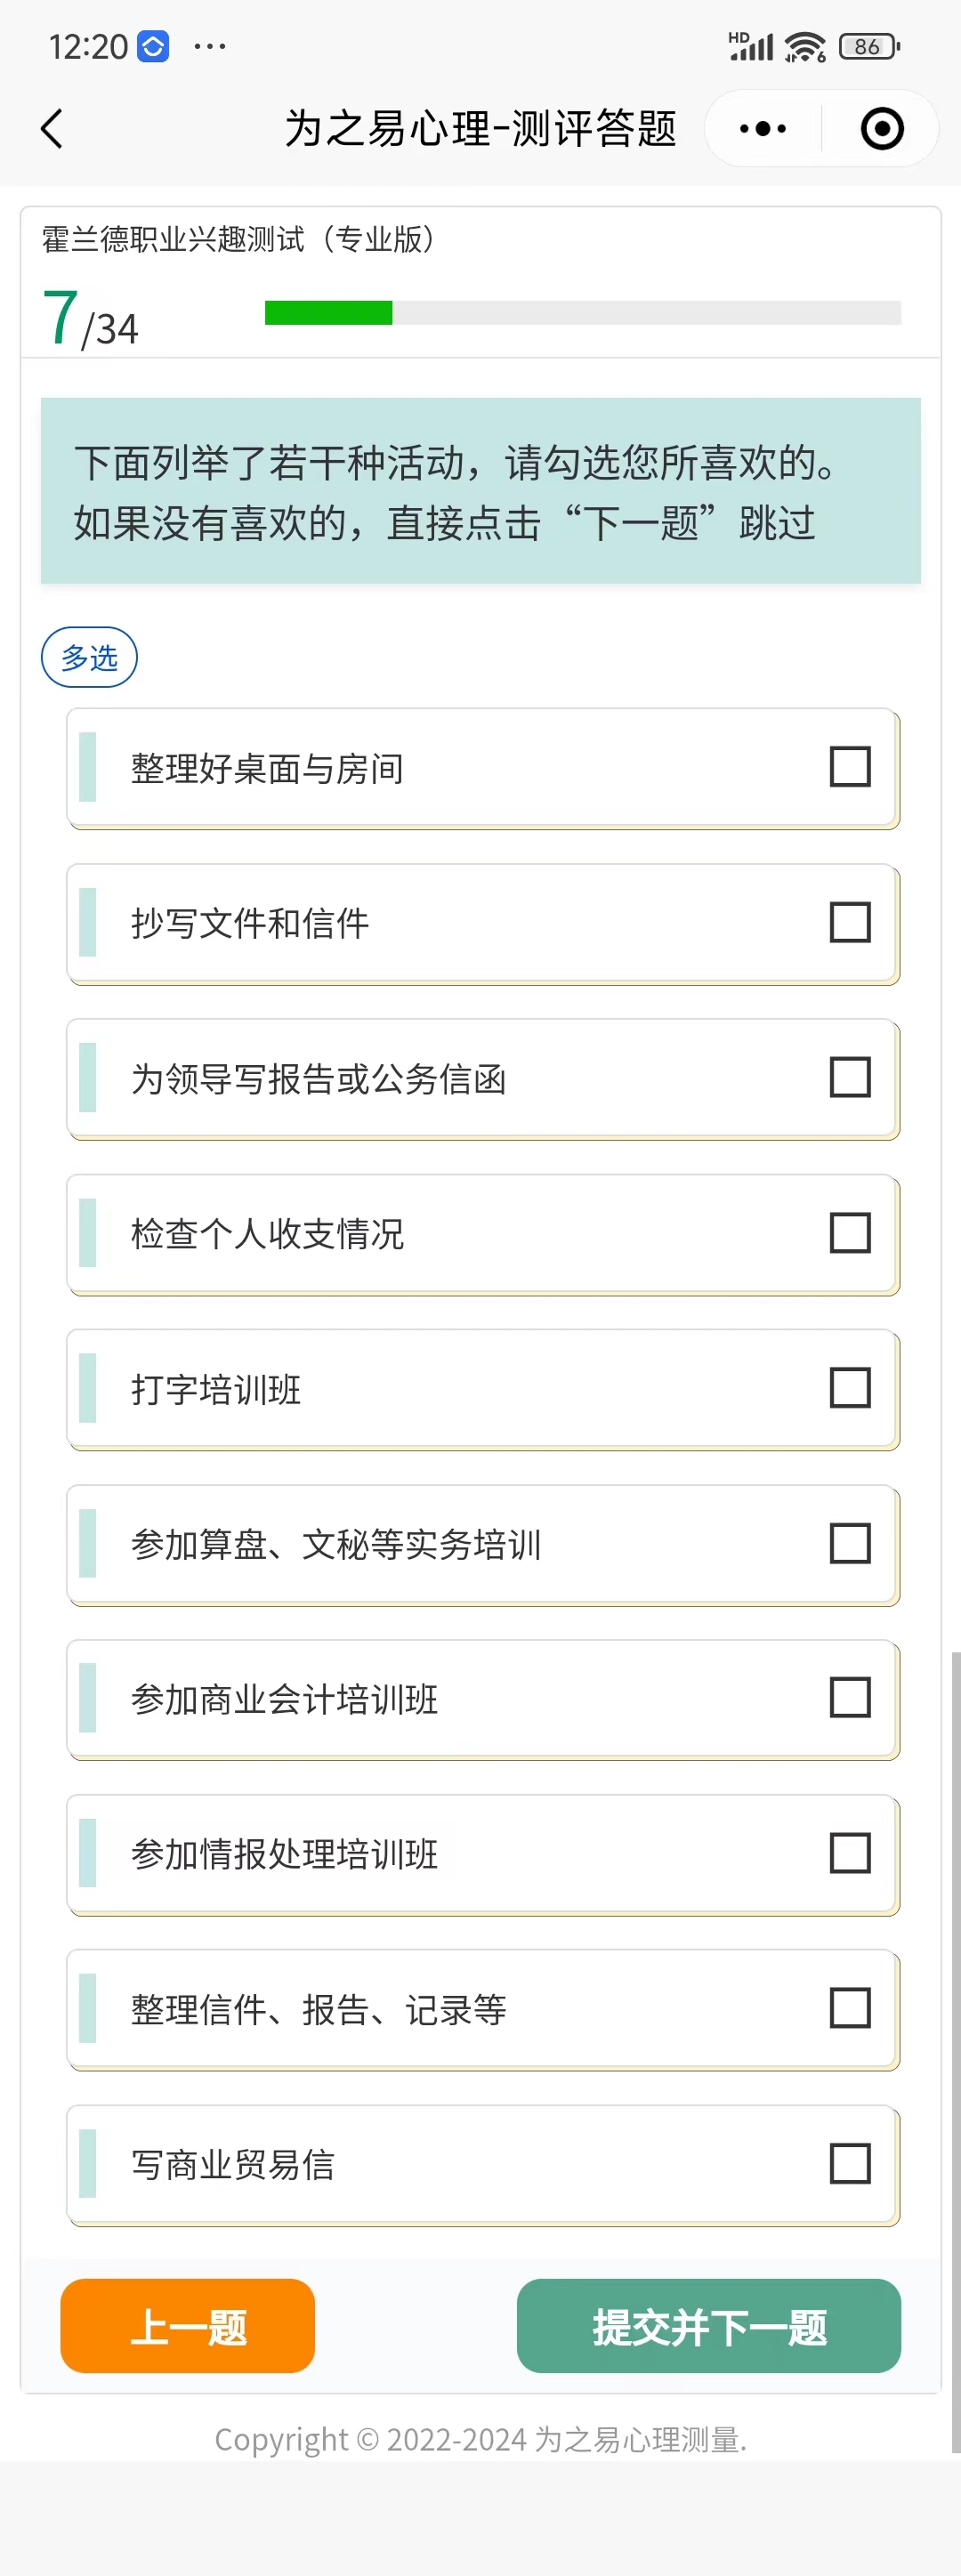 12:20 ...
HD 6 86
为之易心理-测评答题
霍兰德职业兴趣测试（专业版）
7/34
下面列举了若干种活动，请勾选您所喜欢的。
如果没有喜欢的，直接点击“下一题”跳过
多选
整理好桌面与房间
抄写文件和信件
为领导写报告或公务信函
检查个人收支情况
打字培训班
参加算盘、文秘等实务培训
参加商业会计培训班
参加情报处理培训班
整理信件、报告、记录等
写商业贸易信
上一题 提交并下一题
Copyright © 2022-2024 为之易心理测量.